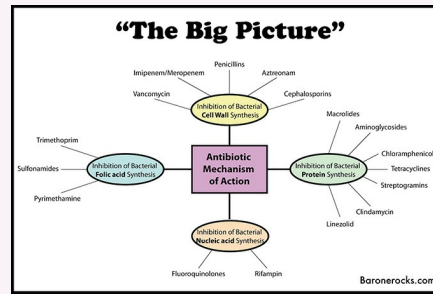 “The Big Picture”
Penicillins
Imipenem/Meropenem
Aztreonam
Vancomycin
Cephalosporins
Inhibition of Bacterial
Cell Wall Synthesis
Trimethoprim
Sulfonamides
Pyrimethamine
Inhibition of Bacterial
Folic acid Synthesis
Antibiotic
Mechanism
of Action
Inhibition of Bacterial
Protein Synthesis
Macrolides
Aminoglycosides
Chloramphenicol
Tetracyclines
Streptogramins
Clindamycin
Linezolid
Inhibition of Bacterial
Nucleic acid Synthesis
Fluoroquinolones
Rifampin
Baronerocks.com